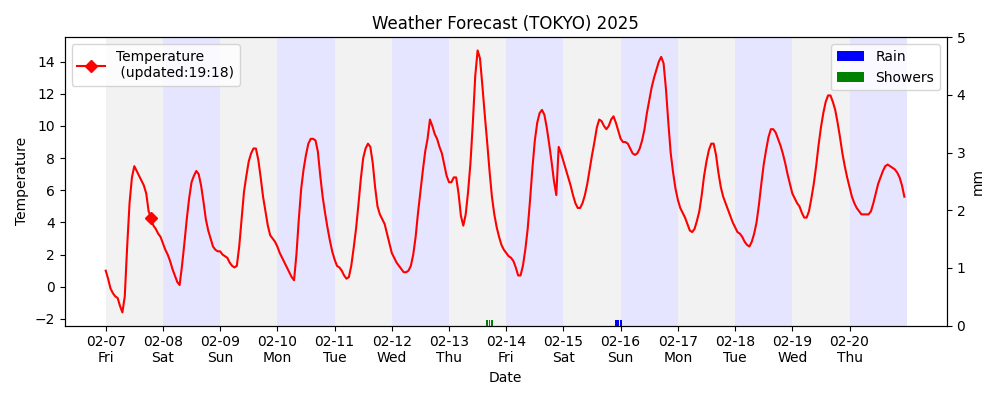 Weather Forecast (TOKYO) 2025
Temperature
(updated:19:18)
Rain
Showers
Temperature
14
12
10
8
6
4
2
0
−2
5
4
3
2
1
0
mm
02-07 02-08 02-09 02-10 02-11 02-12 02-13 02-14 02-15 02-16 02-17 02-18 02-19 02-20
Fri Sat Sun Mon Tue Wed Thu Fri Sat Sun Mon Tue Wed Thu
Date